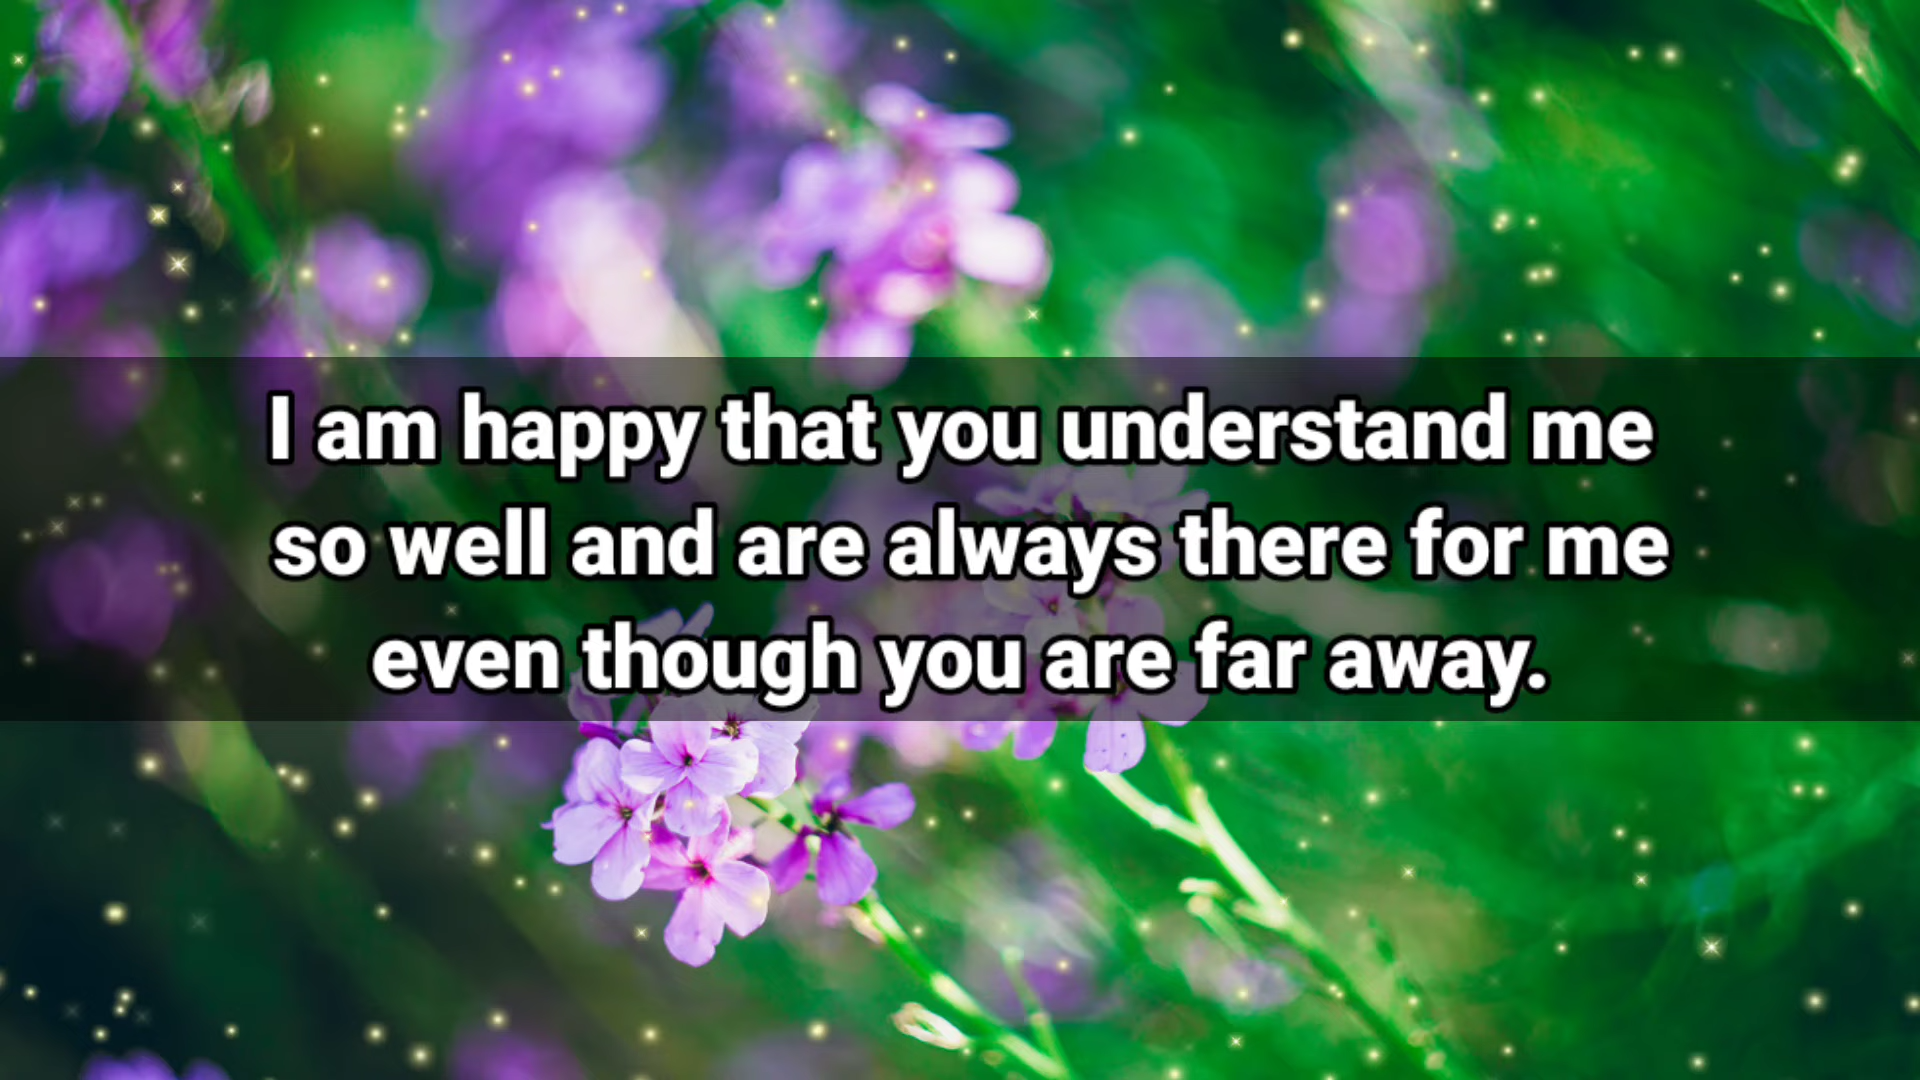 I am happy that you understand me
so well and are always there for me
even though you are far away.